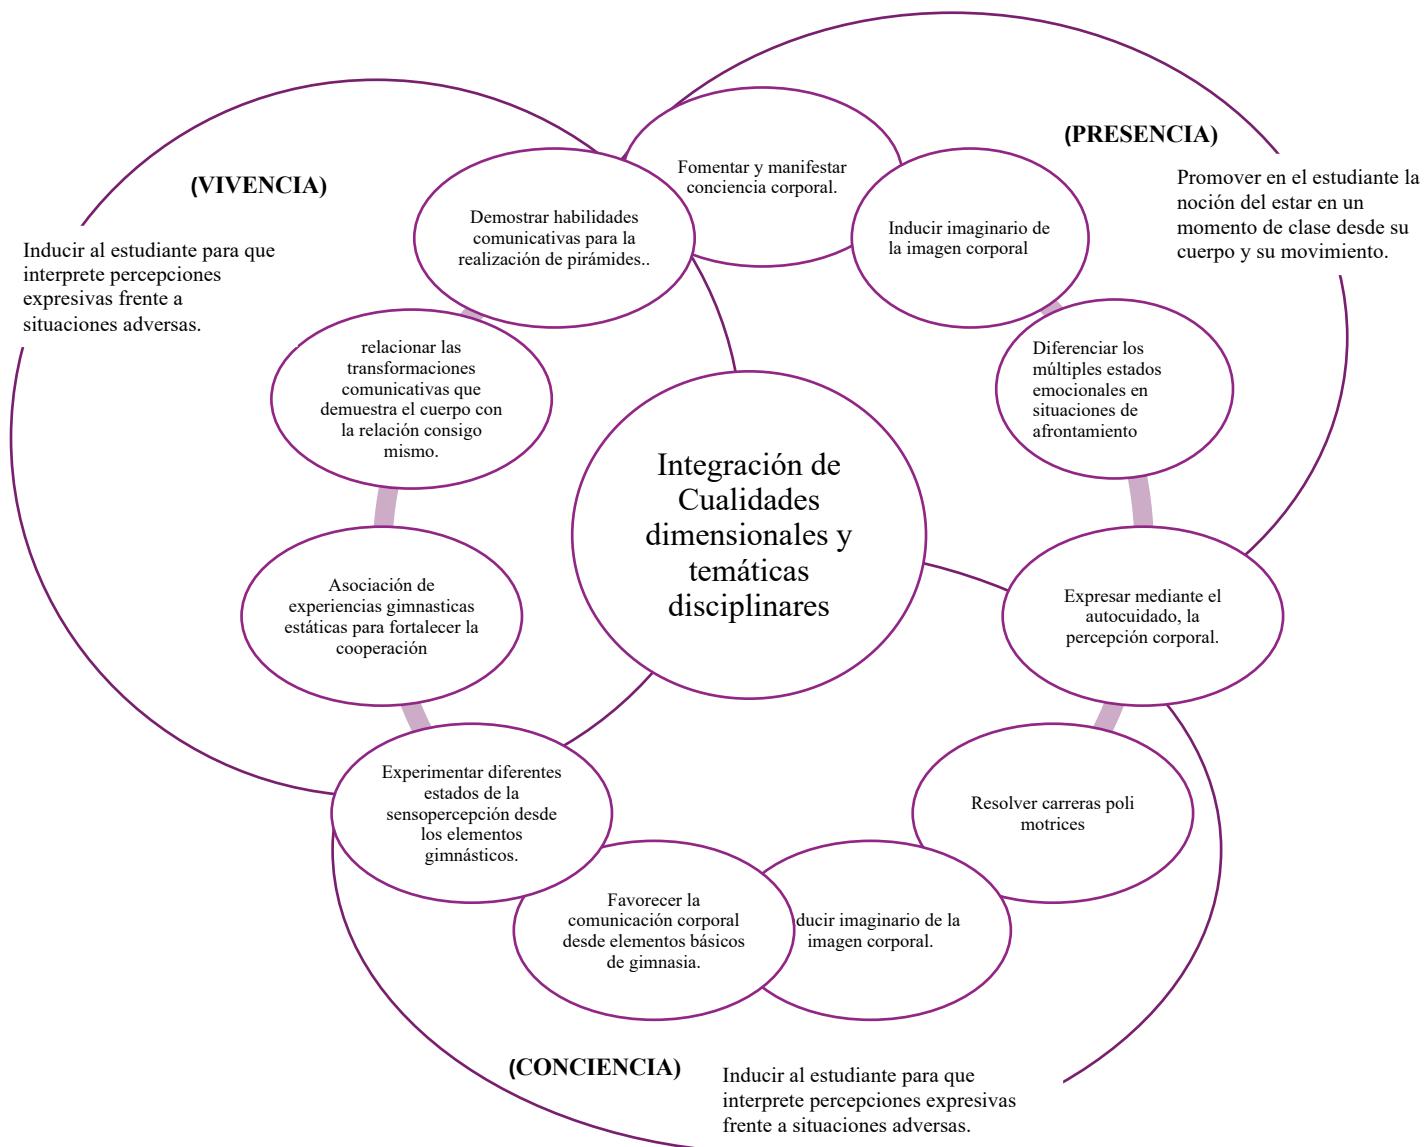 (PRESENCIA)
Promover en el estudiante la
noción del estar en un
momento de clase desde su
cuerpo y su movimiento.
(VIVENCIA)
Inducir al estudiante para que
interprete percepciones
expresivas frente a
situaciones adversas.
Fomentar y manifestar
conciencia corporal.
Inducir imaginario de
la imagen corporal
Diferenciar los
múltiples estados
emocionales en
situaciones de
afrontamiento
Expresar mediante el
autocuidado, la
percepción corporal.
Resolver carreras poli
motrices
ducir imaginario de la
imagen corporal.
Favorecer la
comunicación corporal
desde elementos básicos
de gimnasia.
Experimentar diferentes
estados de la
sensopercepción desde
los elementos
gimnásticos.
Asociación de
experiencias gimnasticas
estáticas para fortalecer la
cooperación
relacionar las
transformaciones
comunicativas que
demuestra el cuerpo con
la relación consigo
mismo.
Demostrar habilidades
comunicativas para la
realización de pirámides..
Integración de
Cualidades
dimensionales y
temáticas
disciplinares
(CONCIENCIA)
Inducir al estudiante para que
interprete percepciones expresivas
frente a situaciones adversas.